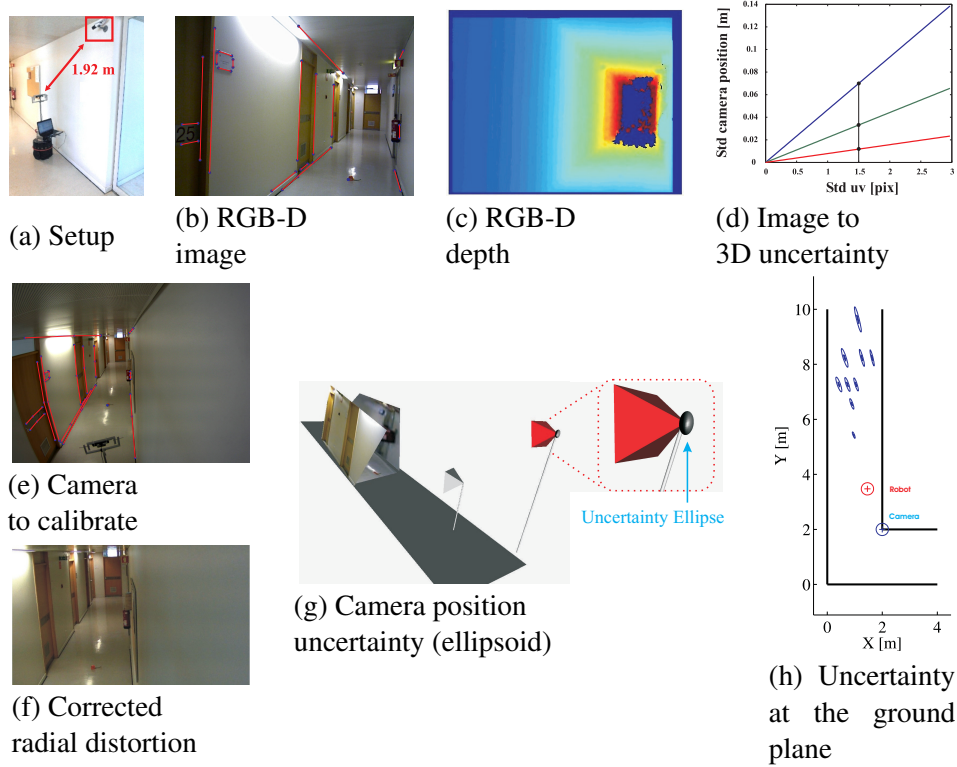 1.92 m
25
(a) Setup
(b) RGB-D
image
(c) RGB-D
depth
Std camera position [m]
0.14
0.12
0.1
0.08
0.06
0.04
0.02
0
0
0.5
1
1.5
2
2.5
3
Std uv [pix]
(d) Image to
3D uncertainty
(e) Camera
to calibrate
(f) Corrected
radial distortion
Uncertainty Ellipse
(g) Camera position
uncertainty (ellipsoid)
Y [m]
10
8
6
4
2
0
Robot
Camera
0
2
4
X [m]
(h) Uncertainty
at the ground
plane